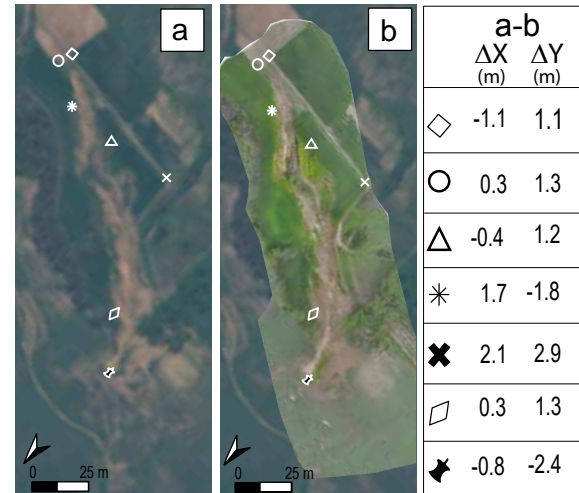 a
b
0 25 m
0 25 m
a-b
ΔX ΔY
(m) (m)
-1.1 1.1
0.3 1.3
-0.4 1.2
1.7 -1.8
2.1 2.9
0.3 1.3
-0.8 -2.4